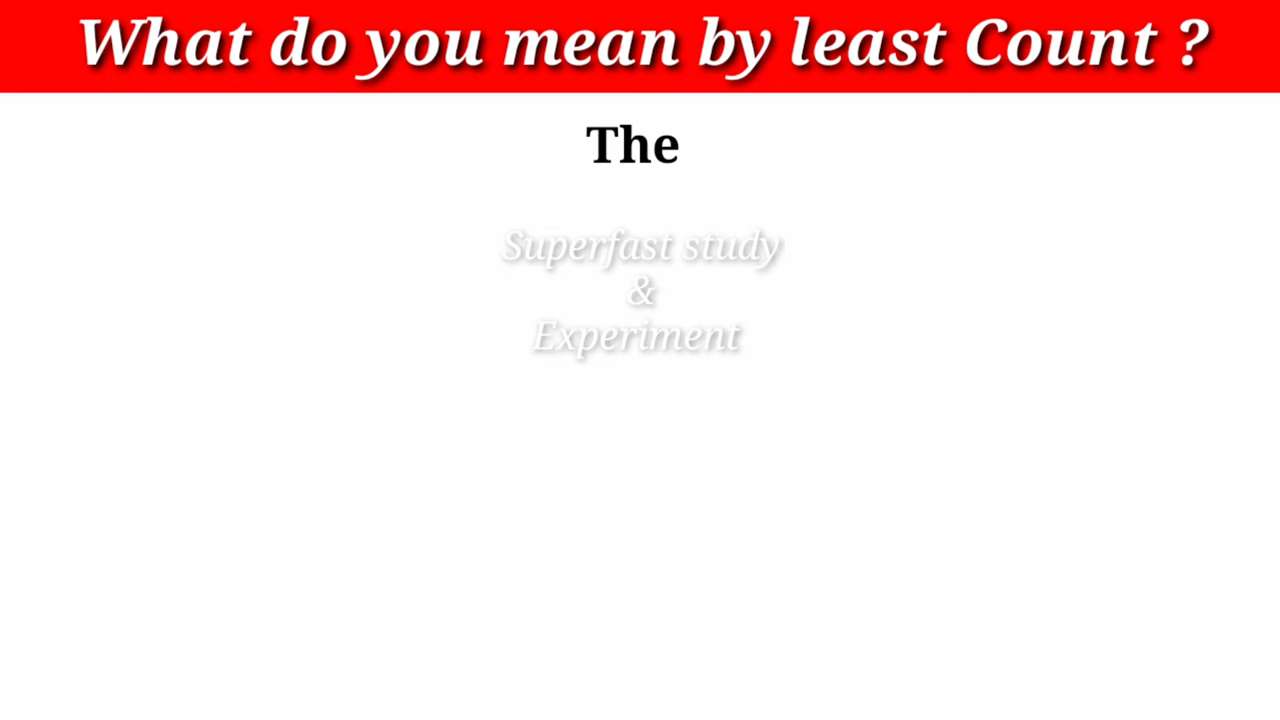 What do you mean by least Count ?
The
Superfast study
&
Experiment